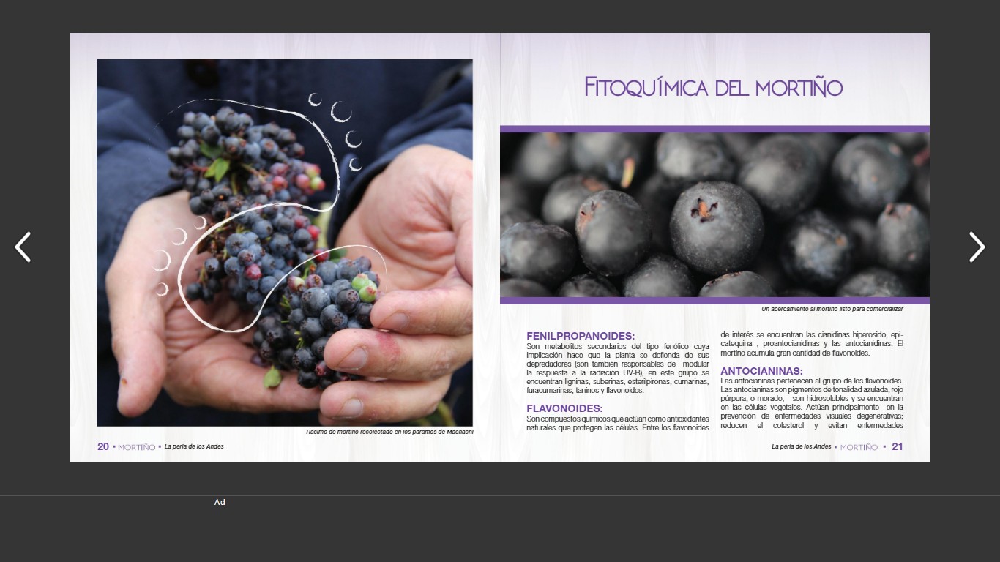 Racimo de mortiño recolectado en los páramos de Machachi
20 • MORTIÑO • La perla de los Andes
FITOQUÍMICA DEL MORTIÑO
Un acercamiento al mortiño listo para comercializar
FENILPROPANOIDES:
Son metabolitos secundarios del tipo fenólico cuya
implicación hace que la planta se defienda de sus
depredadores (son también responsables de modular
la respuesta a la radiación UV-B), en este grupo se
encuentran ligninas, suberinas, esterilpironas, cumarinas,
furacumarinas, taninos y flavonoides.
FLAVONOIDES:
Son compuestos químicos que actúan como antioxidantes
naturales que protegen las células. Entre los flavonoides
de interés se encuentran las cianidinas hiperosido, epi-
catequina , proantocianidinas y las antocianidinas. El
mortiño acumula gran cantidad de flavonoides.
ANTOCIANINAS:
Las antocianinas pertenecen al grupo de los flavonoides.
Las antocianinas son pigmentos de tonalidad azulada, rojo
púrpura, o morado, son hidrosolubles y se encuentran
en las células vegetales. Actúan principalmente en la
prevención de enfermedades visuales degenerativas;
reducen el colesterol y evitan enfermedades
La perla de los Andes • MORTIÑO • 21
Ad